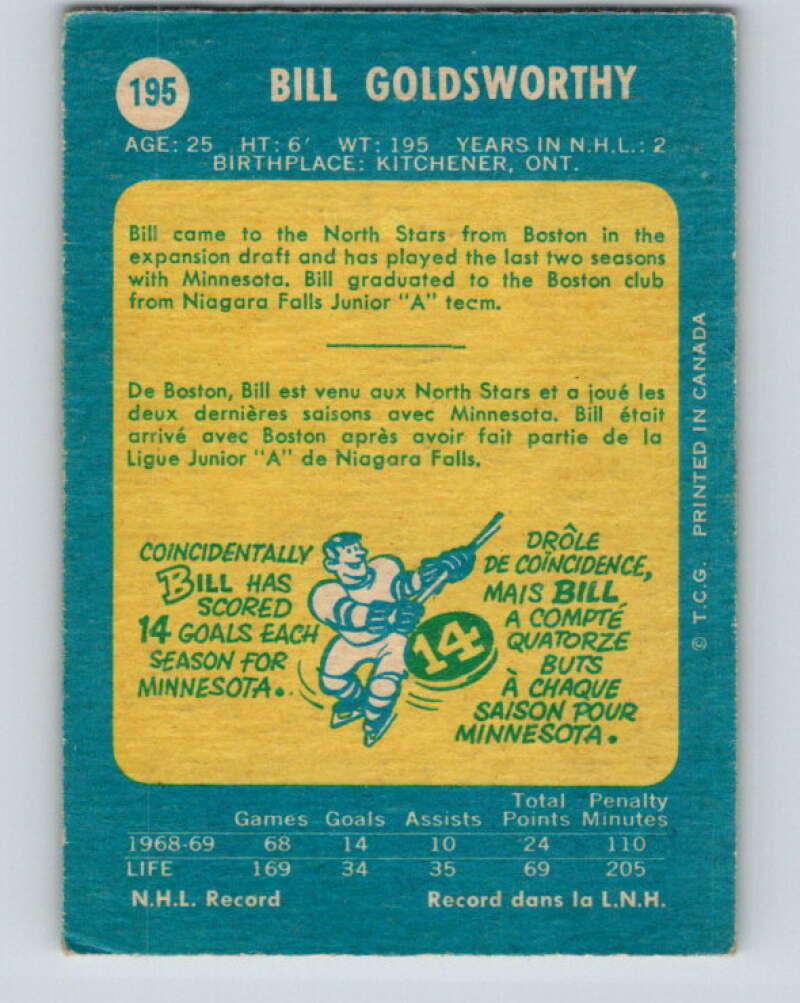 195
BILL GOLDSWORTHY
AGE: 25 HT: 6' WT: 195 YEARS IN N.H.L.: 2
BIRTHPLACE: KITCHENER, ONT.
Bill came to the North Stars from Boston in the
expansion draft and has played the last two seasons
with Minnesota. Bill graduated to the Boston club
from Niagara Falls Junior "A" tecm.
De Boston, Bill est venu aux North Stars et a joué les
deux dernières saisons avec Minnesota. Bill était
arrivé avec Boston après avoir fait partie de la
Ligue Junior "A" de Niagara Falls.
COINCIDENTALLY
BILL HAS
SCORED
14 GOALS EACH
SEASON FOR
MINNESOTA.
14
DRÔLE
DE COÏNCIDENCE,
MAIS BILL
A COMPTÉ
QUATORZE
BUTS
À CHAQUE
SAISON POUR
MINNESOTA.
© T.C.G. PRINTED IN CANADA
Games Goals Assists Total Points Penalty Minutes
1968-69 68 14 10 24 110
LIFE 169 34 35 69 205
N.H.L. Record Record dans la L.N.H.